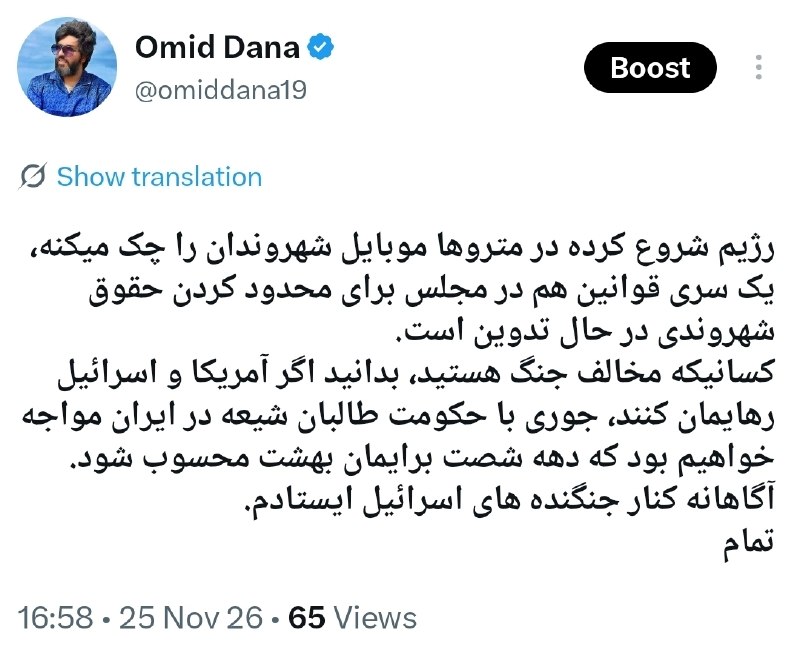 Omid Dana
@omiddana19
Boost
Show translation
رژیم شروع کرده در متروها موبایل شهروندان را چک میکنه،
یک سری قوانین هم در مجلس برای محدود کردن حقوق
شهروندی در حال تدوین است.
کسانیکه مخالف جنگ هستید، بدانید اگر آمریکا و اسرائیل
رهایمان کنند، جوری با حکومت طالبان شیعه در ایران مواجه
خواهیم بود که دهه شصت برایمان بهشت محسوب شود.
آگاهانه کنار جنگنده های اسرائیل ایستادم.
تمام
16:58 • 25 Nov 26 • 65 Views